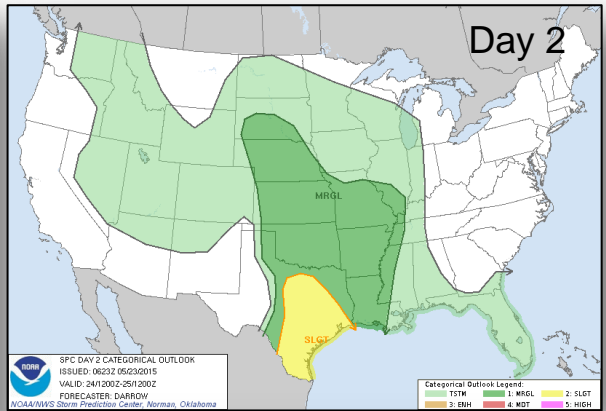 Day 2
MRGL
SLGT
NOAA
SPC DAY 2 CATEGORICAL OUTLOOK
ISSUED: 0623Z 05/23/2015
VALID: 24/1200Z-25/1200Z
FORECASTER: DARROW
NOAA/NWS Storm Prediction Center, Norman, Oklahoma
Categorical Outlook Legend:
TSTM 1: MRGL 2: SLGT
3: ENH 4: MDT 5: HIGH